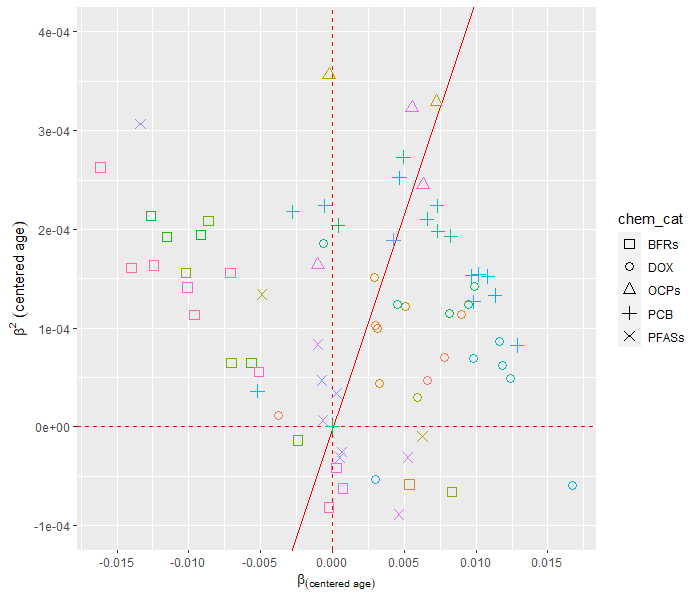 4e-04
3e-04
2e-04
1e-04
0e+00
-1e-04
β² (centered age)
-0.015 -0.010 -0.005 0.000 0.005 0.010 0.015
β(centered age)
chem_cat
BFRs
DOX
OCPs
PCB
PFASs